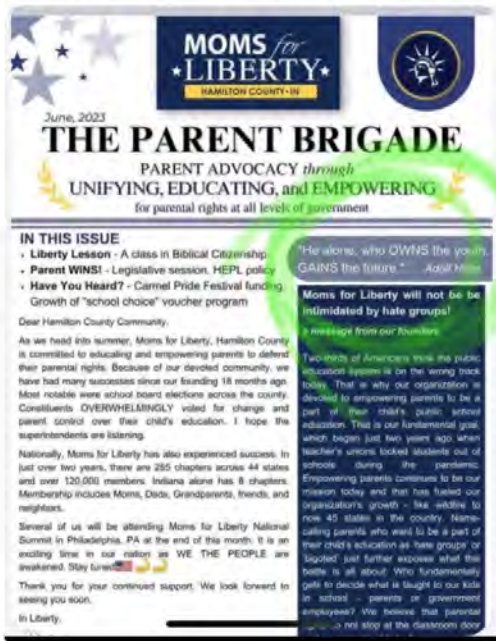 MOMS for
LIBERTY
HAMILTON COUNTY·IN
June, 2023
THE PARENT BRIGADE
PARENT ADVOCACY through
UNIFYING, EDUCATING, and EMPOWERING
for parental rights at all levels of government
IN THIS ISSUE
• Liberty Lesson - A class in Biblical Citizenship
• Parent WINS! - Legislative session, HEPL policy
• Have You Heard? - Carmel Pride Festival funding,
Growth of "school choice" voucher program
Dear Hamilton County Community,
As we head into summer, Moms for Liberty, Hamilton County
is committed to educating and empowering parents to defend
their parental rights. Because of our devoted community, we
have had many successes since our founding 18 months ago.
Most notable were school board elections across the county.
Constituents OVERWHELMINGLY voted for change and
parent control over their child's education. I hope the
superintendents are listening.
Nationally, Moms for Liberty has also experienced success. In
just over two years, there are 285 chapters across 44 states
and over 120,000 members. Indiana alone has 8 chapters.
Membership includes Moms, Dads, Grandparents, friends, and
neighbors.
Several of us will be attending Moms for Liberty National
Summit in Philadelphia, PA at the end of this month. It is an
exciting time in our nation as WE THE PEOPLE are
awakened. Stay tuned
Thank you for your continued support. We look forward to
seeing you soon.
In Liberty,
"He alone, who OWNS the youth,
GAINS the future." Adolf Hitler
Moms for Liberty will not be be
intimidated by hate groups!
a message from our founders
Two-thirds of Americans think the public
education system is on the wrong track
today. That is why our organization is
devoted to empowering parents to be a
part of their child's public school
education. That is our fundamental goal,
which began just two years ago when
teacher's unions locked students out of
schools during the pandemic.
Empowering parents continues to be our
mission today and that has fueled our
organization's growth - like wildfire to
now 45 states in the country. Name-
calling parents who want to be a part of
their child's education as 'hate groups' or
'bigoted' just further exposes what this
battle is all about: Who fundamentally
gets to decide what is taught to our kids
in school - parents or government
employees? We believe that parental
do not stop at the classroom door